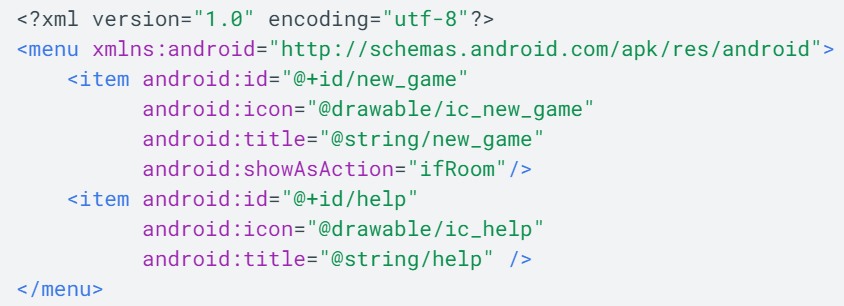 <?xml version="1.0" encoding="utf-8"?>
<menu xmlns:android="http://schemas.android.com/apk/res/android">
    <item android:id="@+id/new_game"
          android:icon="@drawable/ic_new_game"
          android:title="@string/new_game"
          android:showAsAction="ifRoom"/>
    <item android:id="@+id/help"
          android:icon="@drawable/ic_help"
          android:title="@string/help" />
</menu>